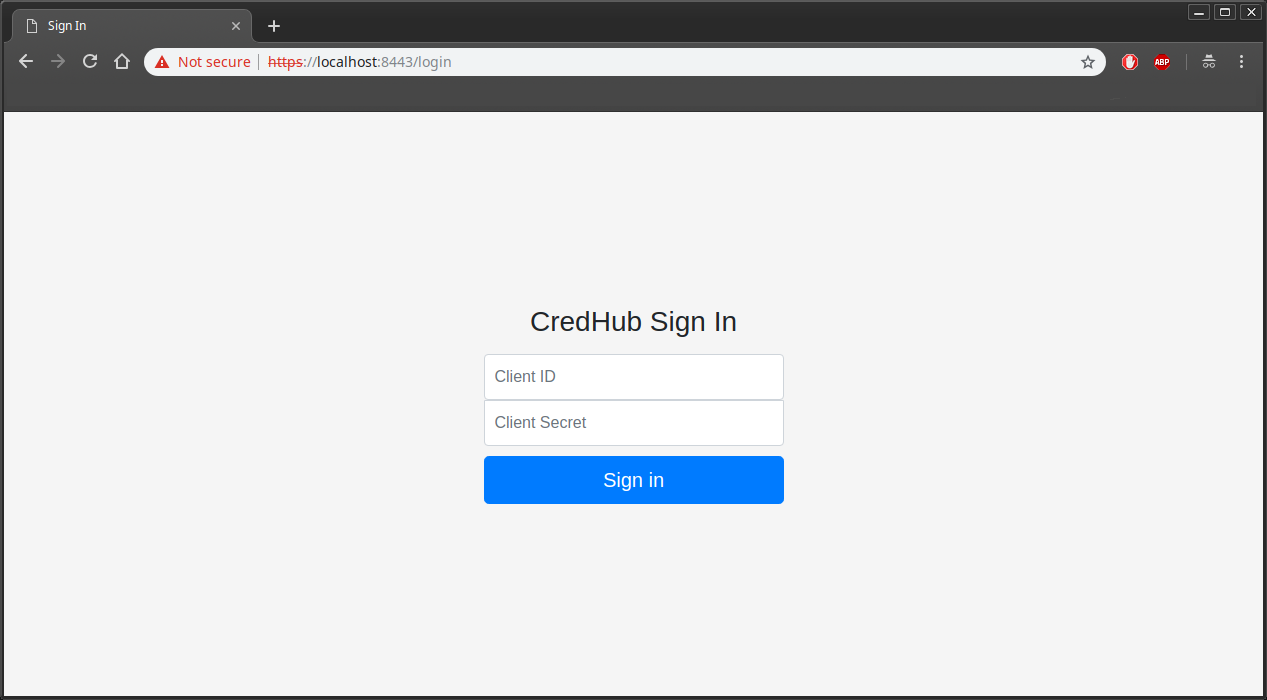 Sign In
Not secure https://localhost:8443/login
ABP
CredHub Sign In
Client ID
Client Secret
Sign in